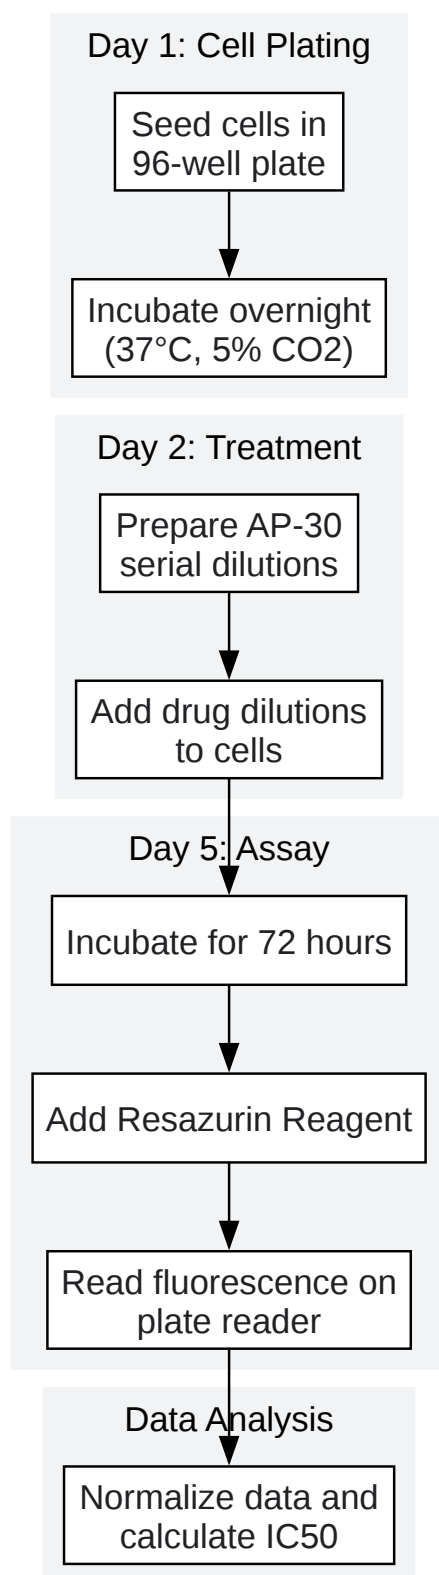 Day 1: Cell Plating
Seed cells in
96-well plate
Incubate overnight
(37°C, 5% CO2)
Day 2: Treatment
Prepare AP-30
serial dilutions
Add drug dilutions
to cells
Day 5: Assay
Incubate for 72 hours
Add Resazurin Reagent
Read fluorescence on
plate reader
Data Analysis
Normalize data and
calculate IC50